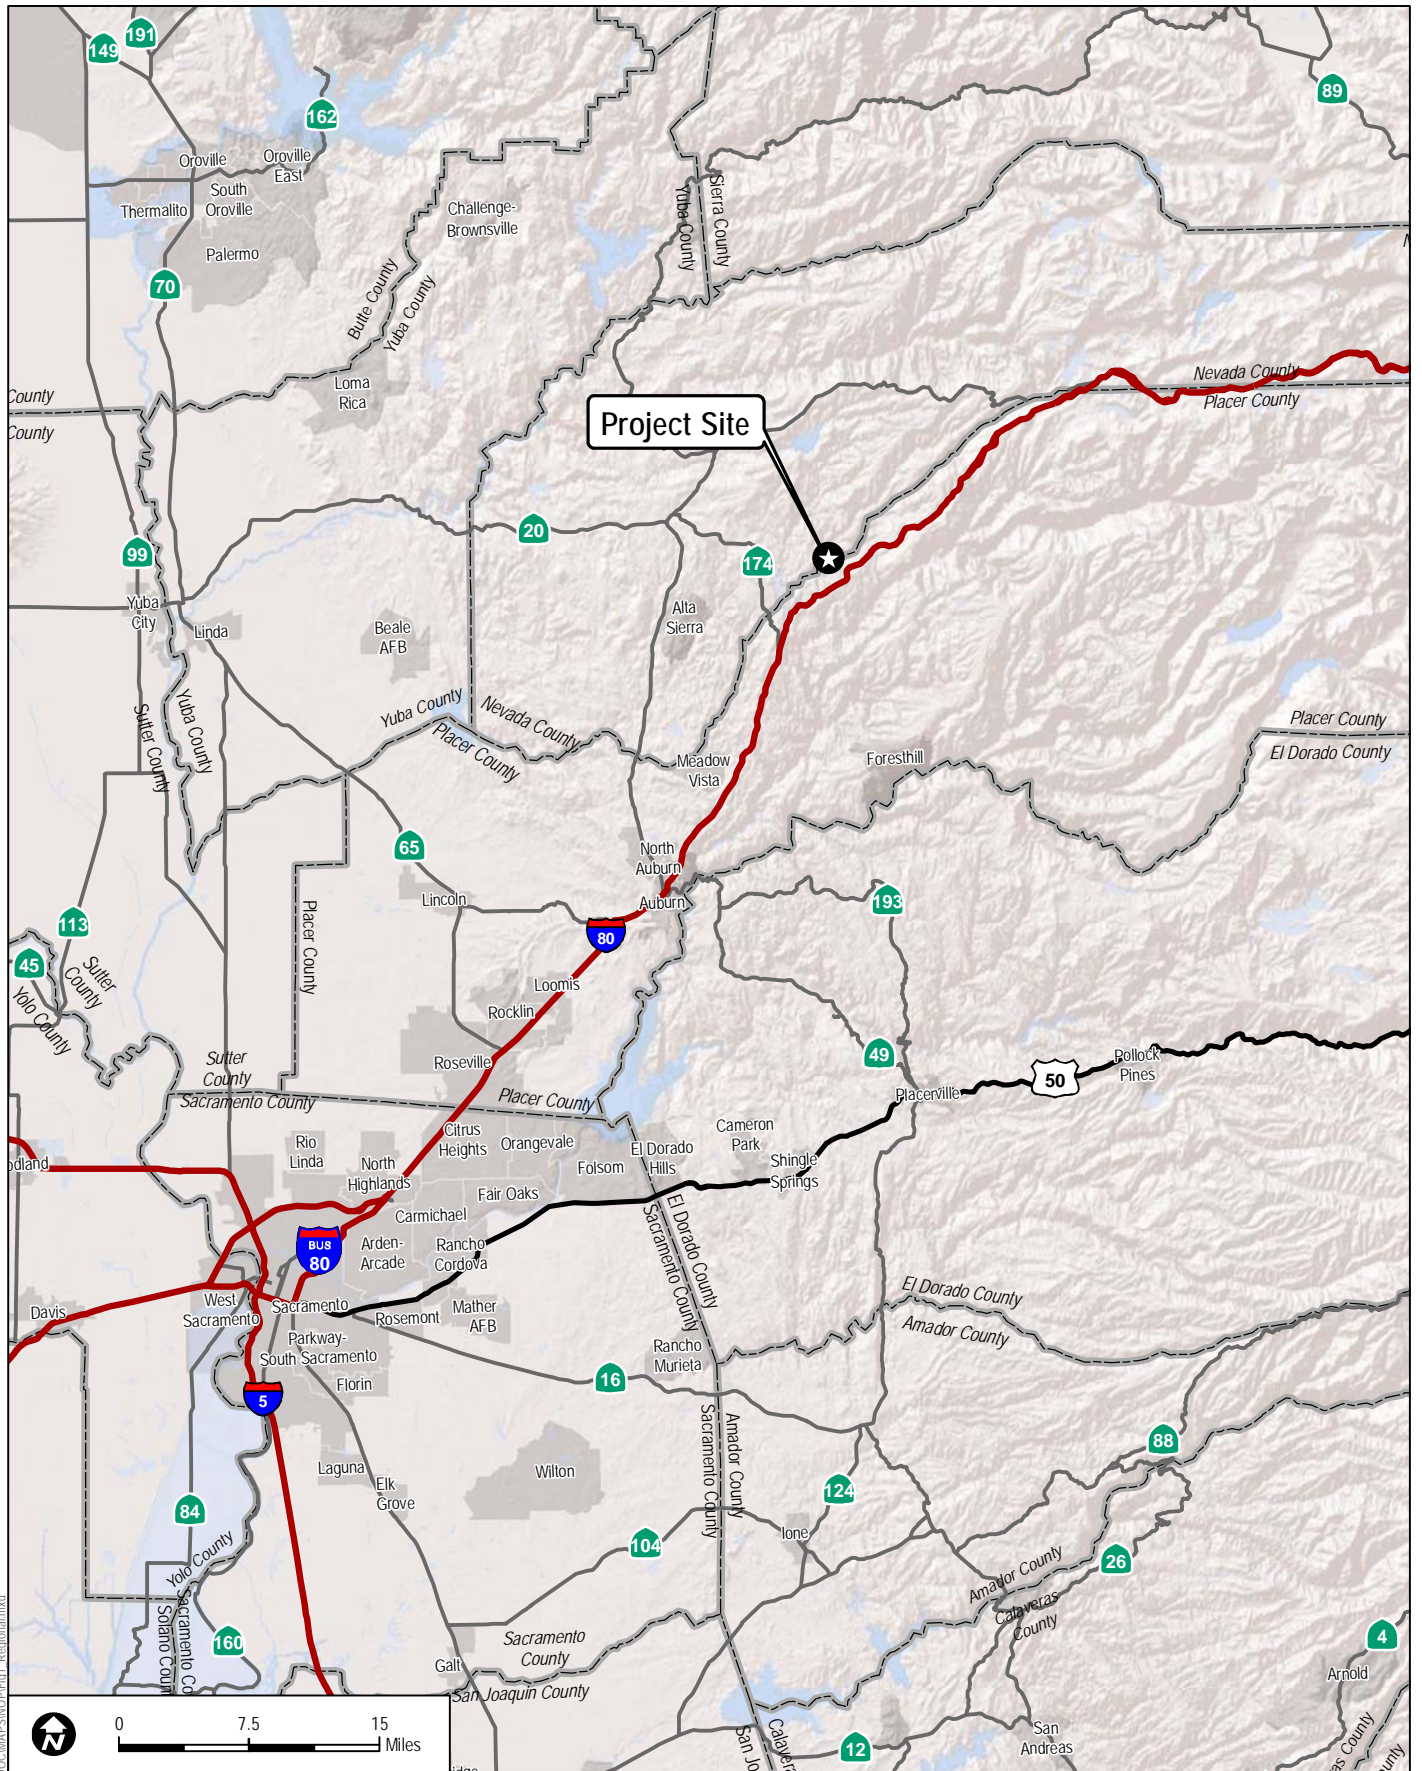 191
149
89
162
Oroville
Oroville
East
South
Oroville
Thermalito
Challenge-
Brownsville
Yuba County
Sierra County
Palermo
70
Butte County
Yuba County
Nevada County
Placer County
Loma
Rica
County
County
Project Site
20
99
174
Yuba
City
Linda
Beale
AFB
Alta
Sierra
Yuba County
Sutter County
Yuba County
Placer County
Nevada County
Placer County
El Dorado County
Meadow
Vista
Foresthill
65
North
Auburn
Lincoln
Auburn
193
113
Placer County
80
45
Sutter
County
Yolo County
Loomis
Rocklin
Roseville
49
Sutter
County
Sacramento County
Placer County
Placerville
50
Pollock
Pines
Rio
Linda
Citrus
Heights
Orangevale
Cameron
Park
odland
North
Highlands
Folsom
El Dorado
Hills
Shingle
Springs
Fair Oaks
Carmichael
BUS
80
Arden-
Arcade
Rancho
Cordova
El Dorado County
Sacramento County
El Dorado County
Amador County
Davis
West
Sacramento
Sacramento
Rosemont
Mather
AFB
Parkway-
South Sacramento
Rancho
Murieta
Florin
16
5
Sacramento County
Amador County
88
Laguna
Elk
Grove
Wilton
124
84
104
Ione
26
Yolo County
Amador County
Calaveras
County
Solano Coun
Sacramento Co
160
Sacramento
County
San Joaquin County
Galt
4
Arnold
San Jo
Calavera
12
San
Andreas
as County
ounty
N
0
7.5
15
Miles